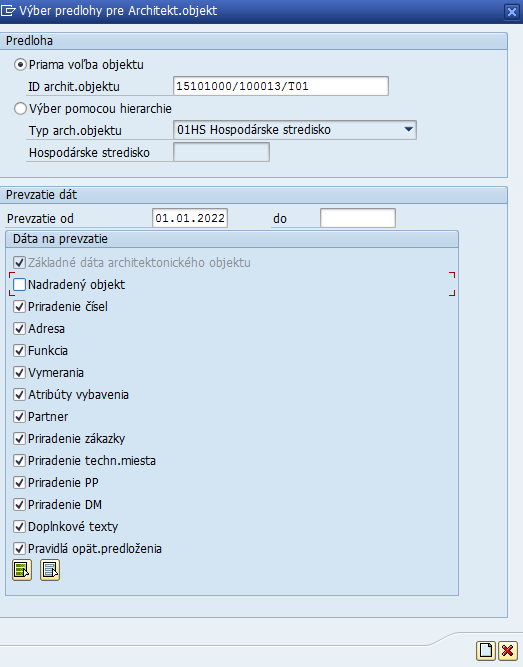 Výber predlohy pre Architekt.objekt
Predloha
Priama voľba objektu
ID archit.objektu 15101000/100013/T01
Výber pomocou hierarchie
Typ arch.objektu 01HS Hospodárske stredisko
Hospodárske stredisko
Prevzatie dát
Prevzatie od 01.01.2022 do
Dáta na prevzatie
Základné dáta architektonického objektu
Nadradený objekt
Priradenie čísel
Adresa
Funkcia
Vymerania
Atribúty vybavenia
Partner
Priradenie zákazky
Priradenie techn.miesta
Priradenie PP
Priradenie DM
Doplnkové texty
Pravidlá opät.predloženia